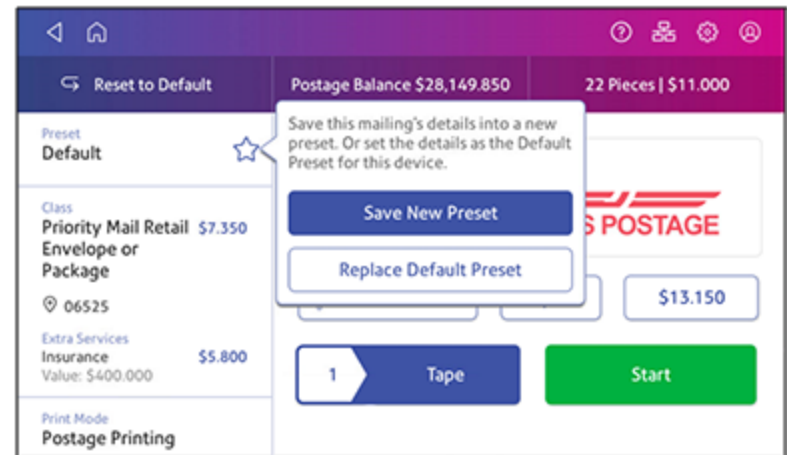 Reset to Default
Postage Balance $28,149.850
22 Pieces | $11.000
Preset
Default
Save this mailing's details into a new
preset. Or set the details as the Default
Preset for this device.
Save New Preset
Replace Default Preset
Class
Priority Mail Retail $7.350
Envelope or
Package
06525
Extra Services
Insurance $5.800
Value: $400.000
Print Mode
Postage Printing
S POSTAGE
$13.150
1 Tape
Start